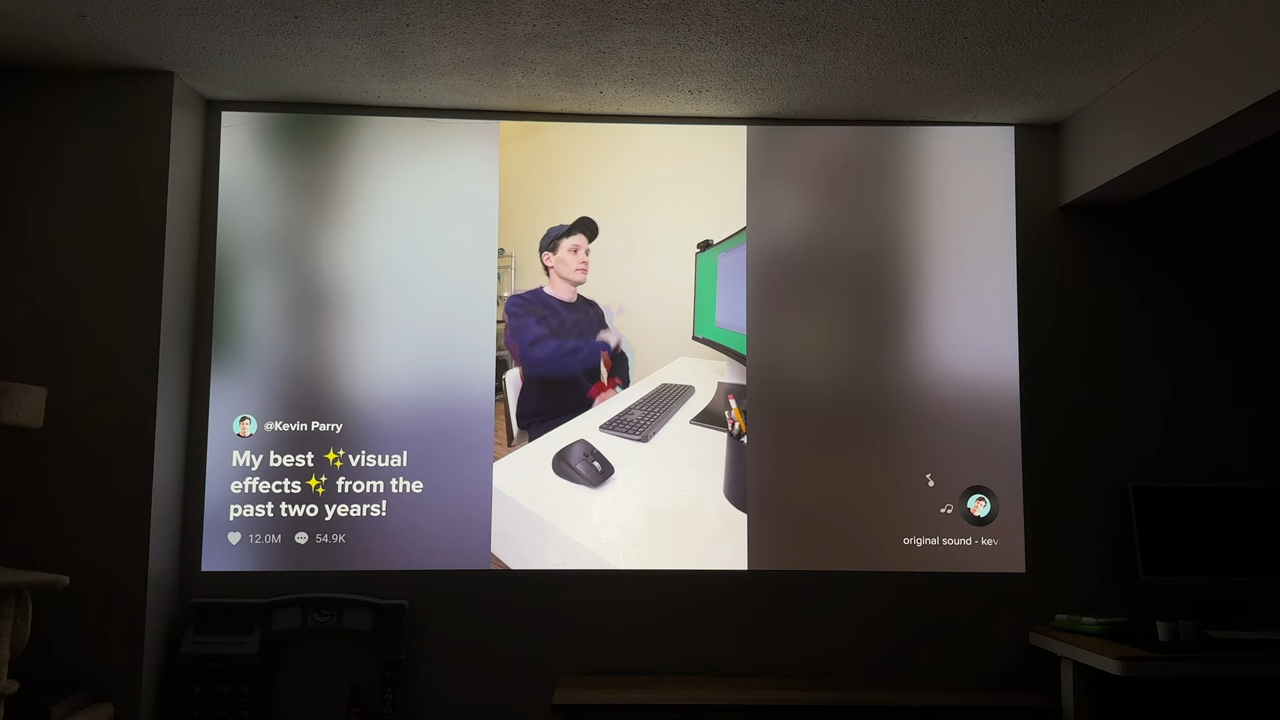 @Kevin Parry
My best ✨visual
effects✨ from the
past two years!
12.0M 54.9K
original sound - kev